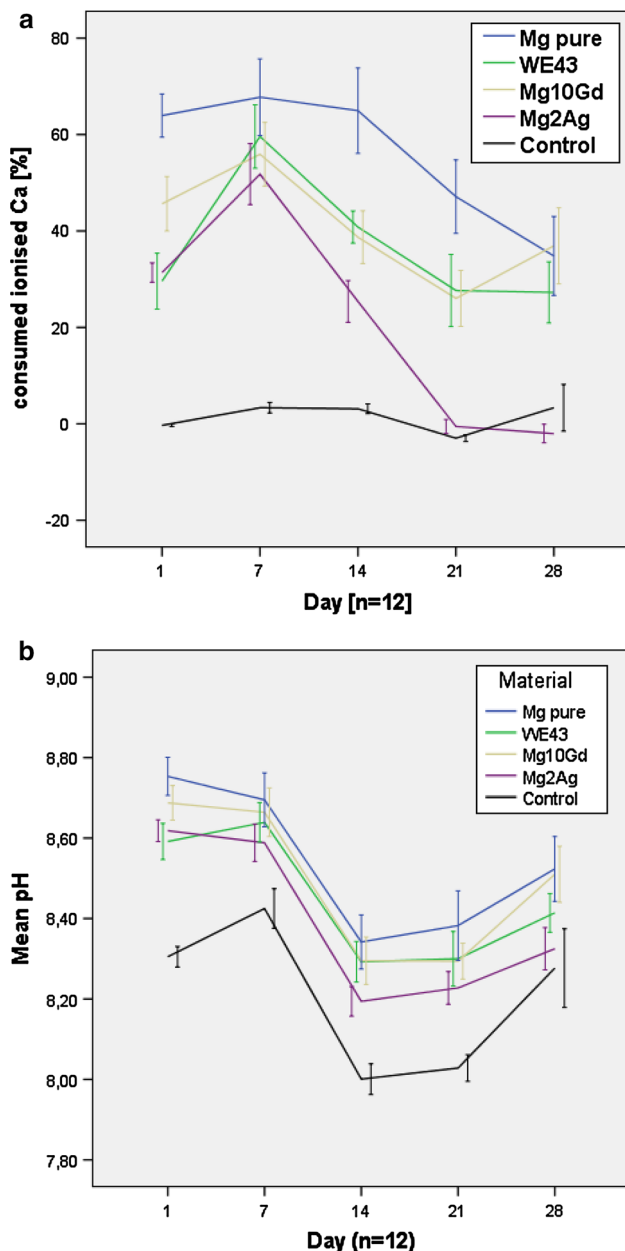 a
80
60
40
20
0
-20
consumed ionised Ca [%]
Mg pure
WE43
Mg10Gd
Mg2Ag
Control
1 7 14 21 28
Day [n=12]
b
9,00
8,80
8,60
8,40
8,20
8,00
7,80
Mean pH
Material
Mg pure
WE43
Mg10Gd
Mg2Ag
Control
1 7 14 21 28
Day (n=12)